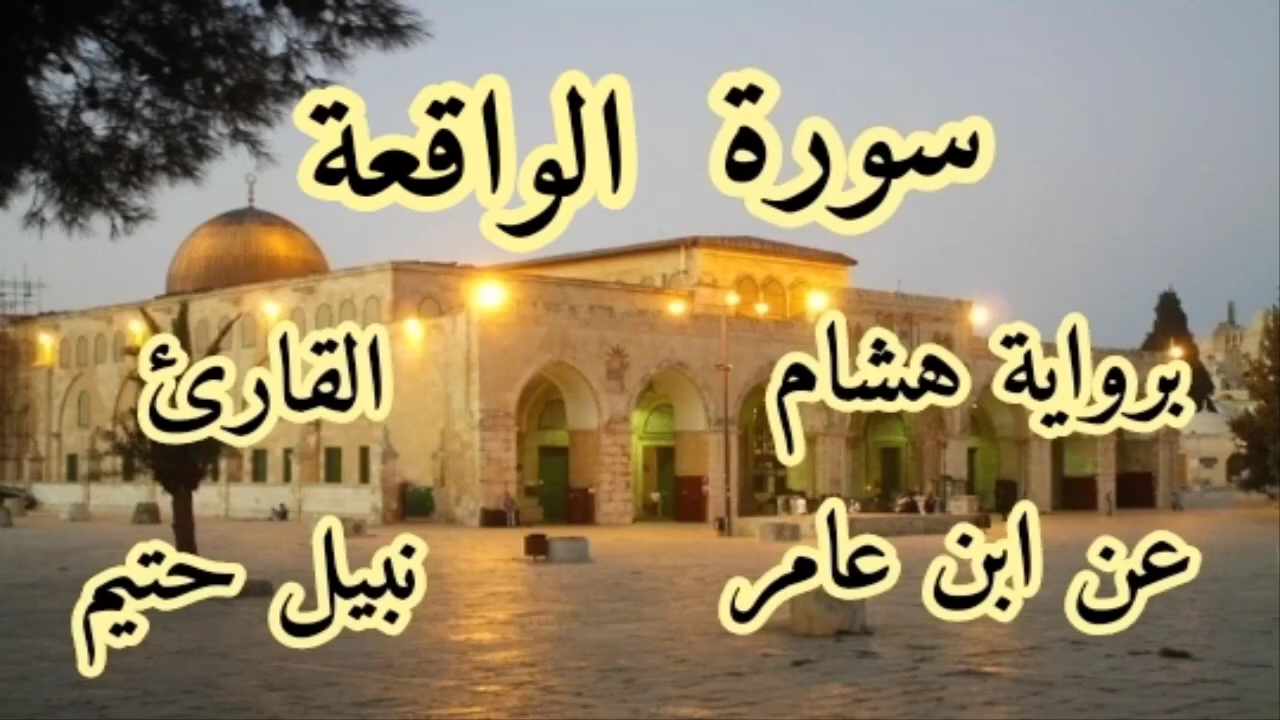 سورة الواقعة
برواية هشام
عن ابن عامر
القارئ
نبيل حتيم